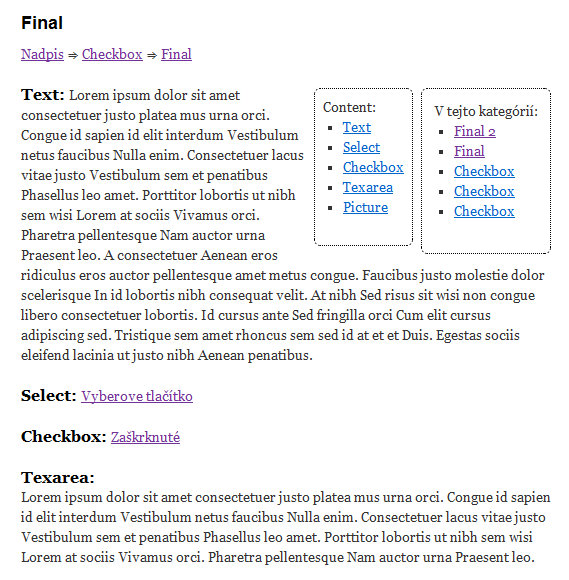 Final
Nadpis ⇒ Checkbox ⇒ Final
Text: Lorem ipsum dolor sit amet
consectetuer justo platea mus urna orci.
Congue id sapien id elit interdum Vestibulum
netus faucibus Nulla enim. Consectetuer lacus
vitae justo Vestibulum sem et penatibus
Phasellus leo amet. Porttitor lobortis ut nibh
sem wisi Lorem at sociis Vivamus orci.
Pharetra pellentesque Nam auctor urna
Praesent leo. A consectetuer Aenean eros
ridiculus eros auctor pellentesque amet metus congue. Faucibus justo molestie dolor
scelerisque In id lobortis nibh consequat velit. At nibh Sed risus sit wisi non congue
libero consectetuer lobortis. Id cursus ante Sed fringilla orci Cum elit cursus
adipiscing sed. Tristique sem amet rhoncus sem sed id at et et Duis. Egestas sociis
eleifend lacinia ut justo nibh Aenean penatibus.
Content:
Text
Select
Checkbox
Texarea
Picture
V tejto kategórií:
Final 2
Final
Checkbox
Checkbox
Checkbox
Select: Vyberove tlačítko
Checkbox: Zaškrknuté
Texarea:
Lorem ipsum dolor sit amet consectetuer justo platea mus urna orci. Congue id sapien
id elit interdum Vestibulum netus faucibus Nulla enim. Consectetuer lacus vitae justo
Vestibulum sem et penatibus Phasellus leo amet. Porttitor lobortis ut nibh sem wisi
Lorem at sociis Vivamus orci. Pharetra pellentesque Nam auctor urna Praesent leo.